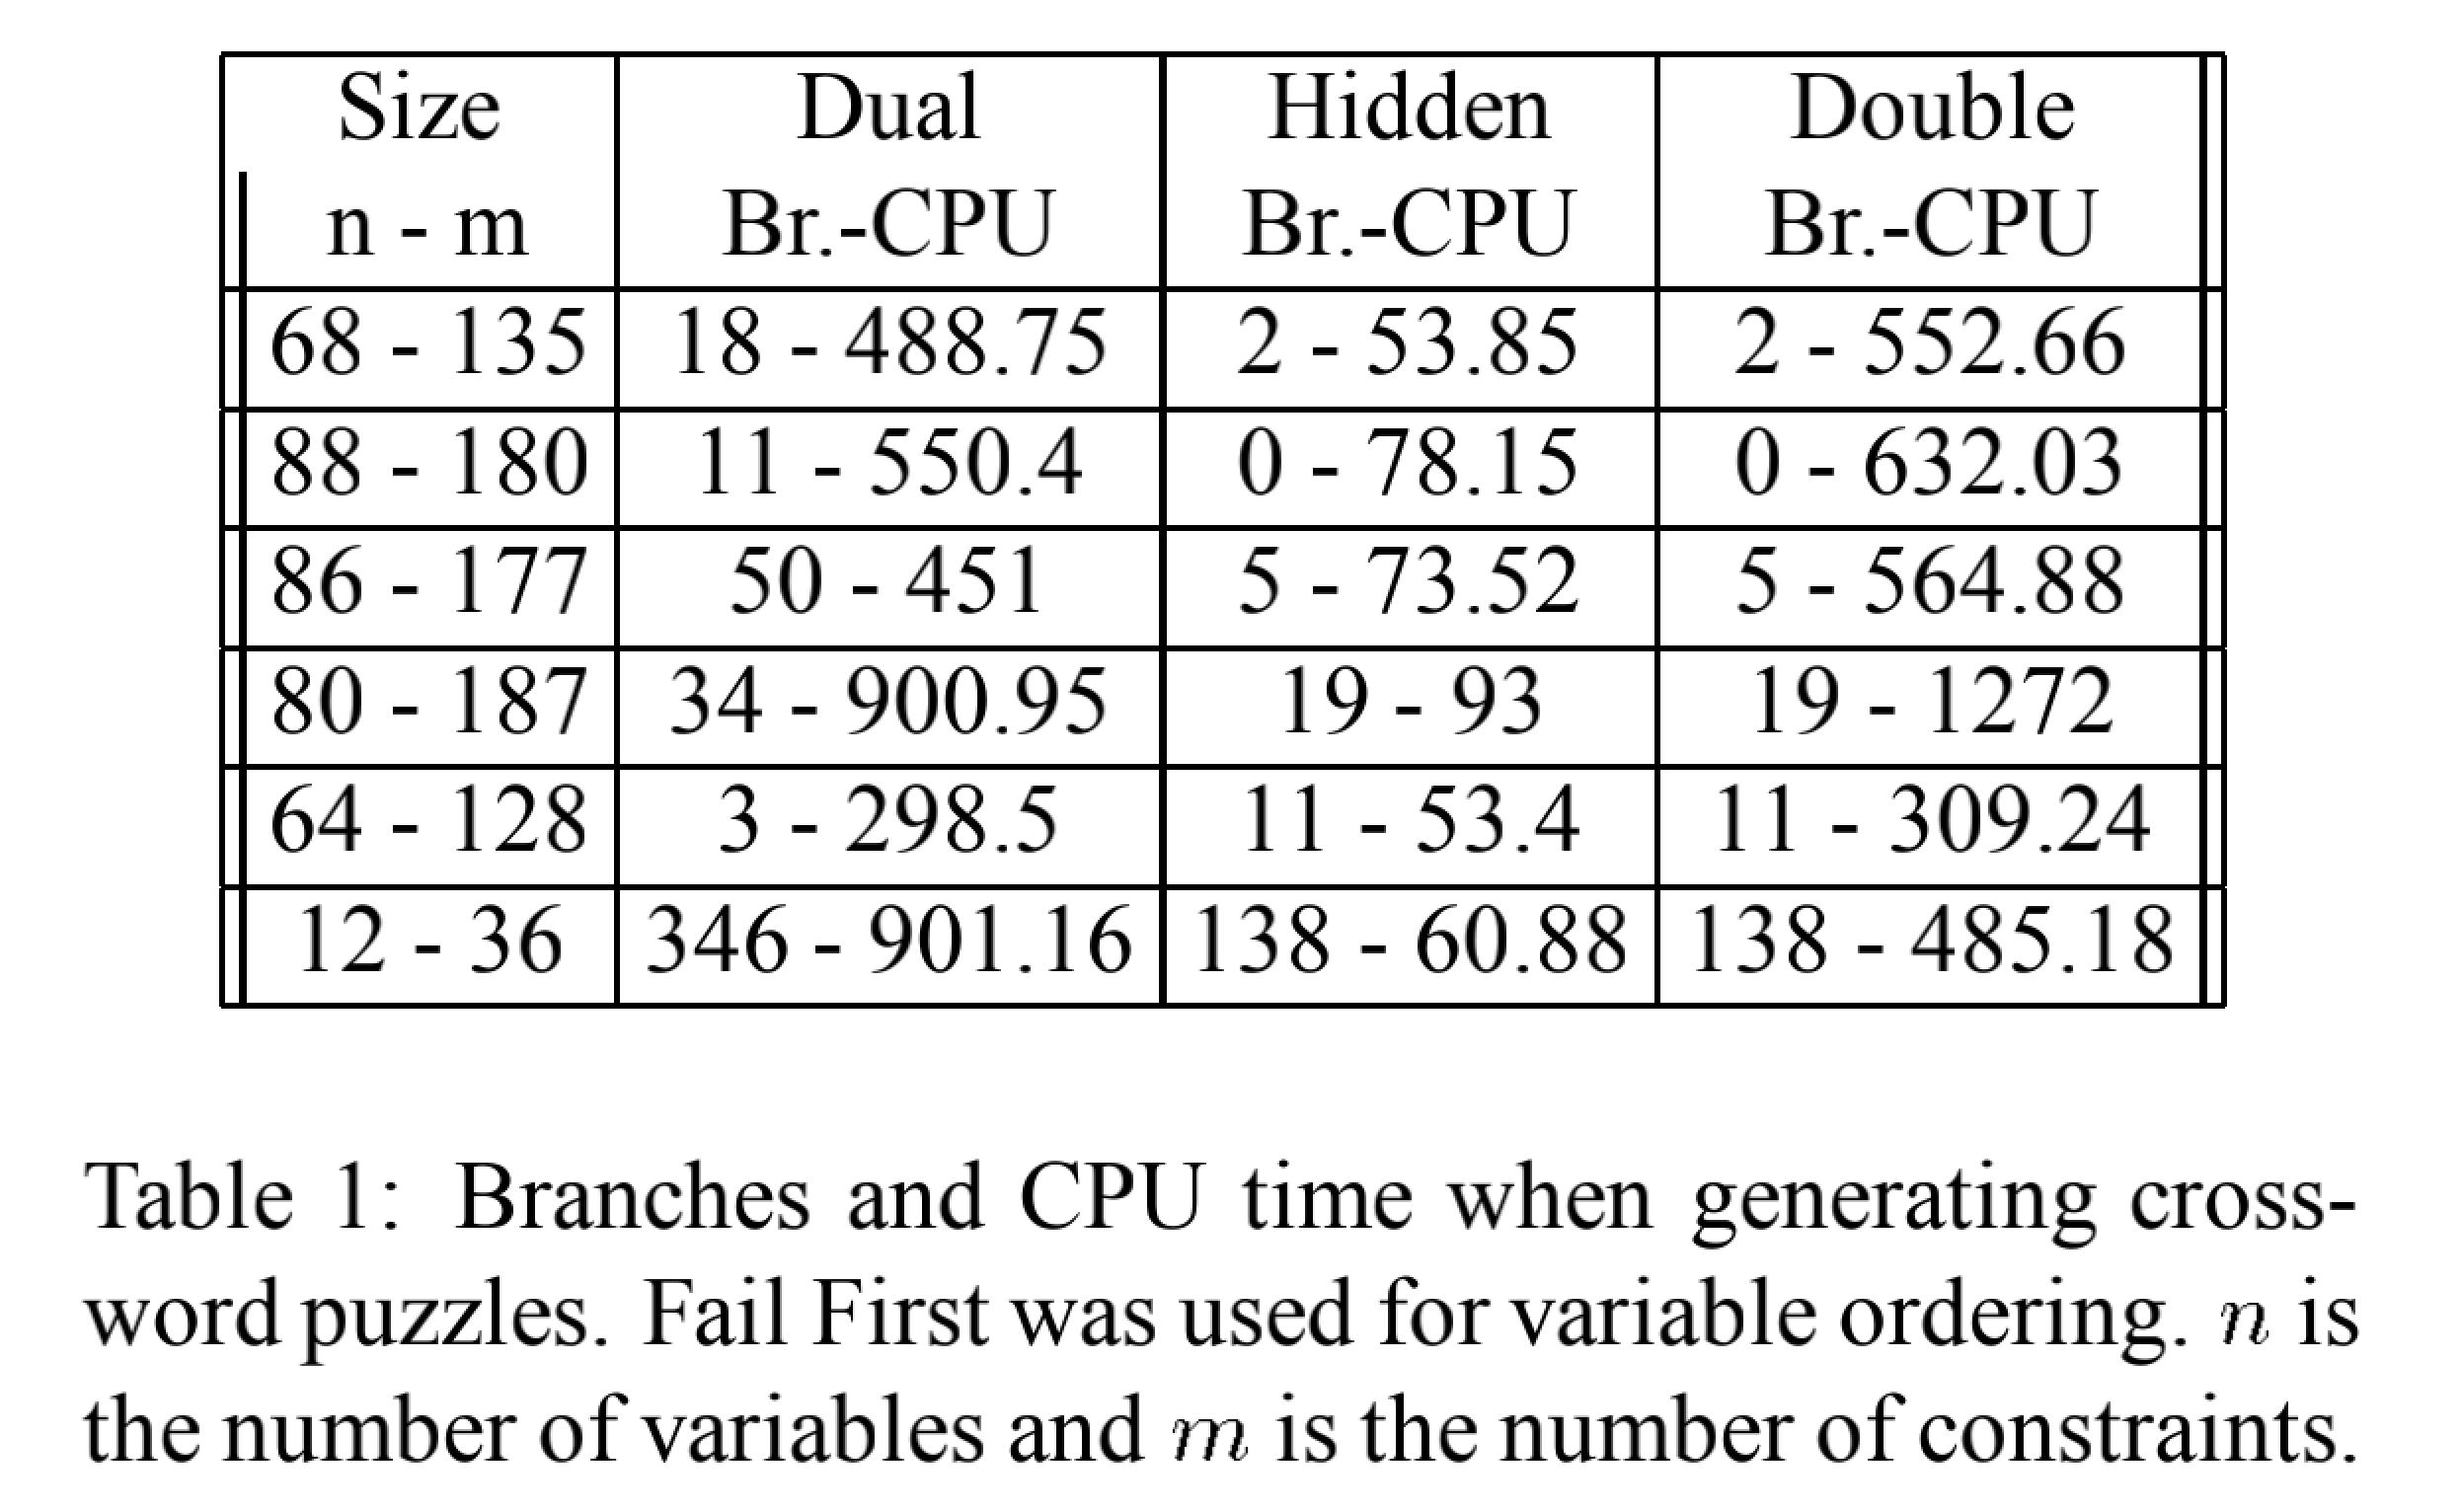 Size Dual Hidden Double
n - m Br.-CPU Br.-CPU Br.-CPU
68 - 135 18 - 488.75 2 - 53.85 2 - 552.66
88 - 180 11 - 550.4 0 - 78.15 0 - 632.03
86 - 177 50 - 451 5 - 73.52 5 - 564.88
80 - 187 34 - 900.95 19 - 93 19 - 1272
64 - 128 3 - 298.5 11 - 53.4 11 - 309.24
12 - 36 346 - 901.16 138 - 60.88 138 - 485.18
Table 1: Branches and CPU time when generating cross-
word puzzles. Fail First was used for variable ordering. n is
the number of variables and m is the number of constraints.